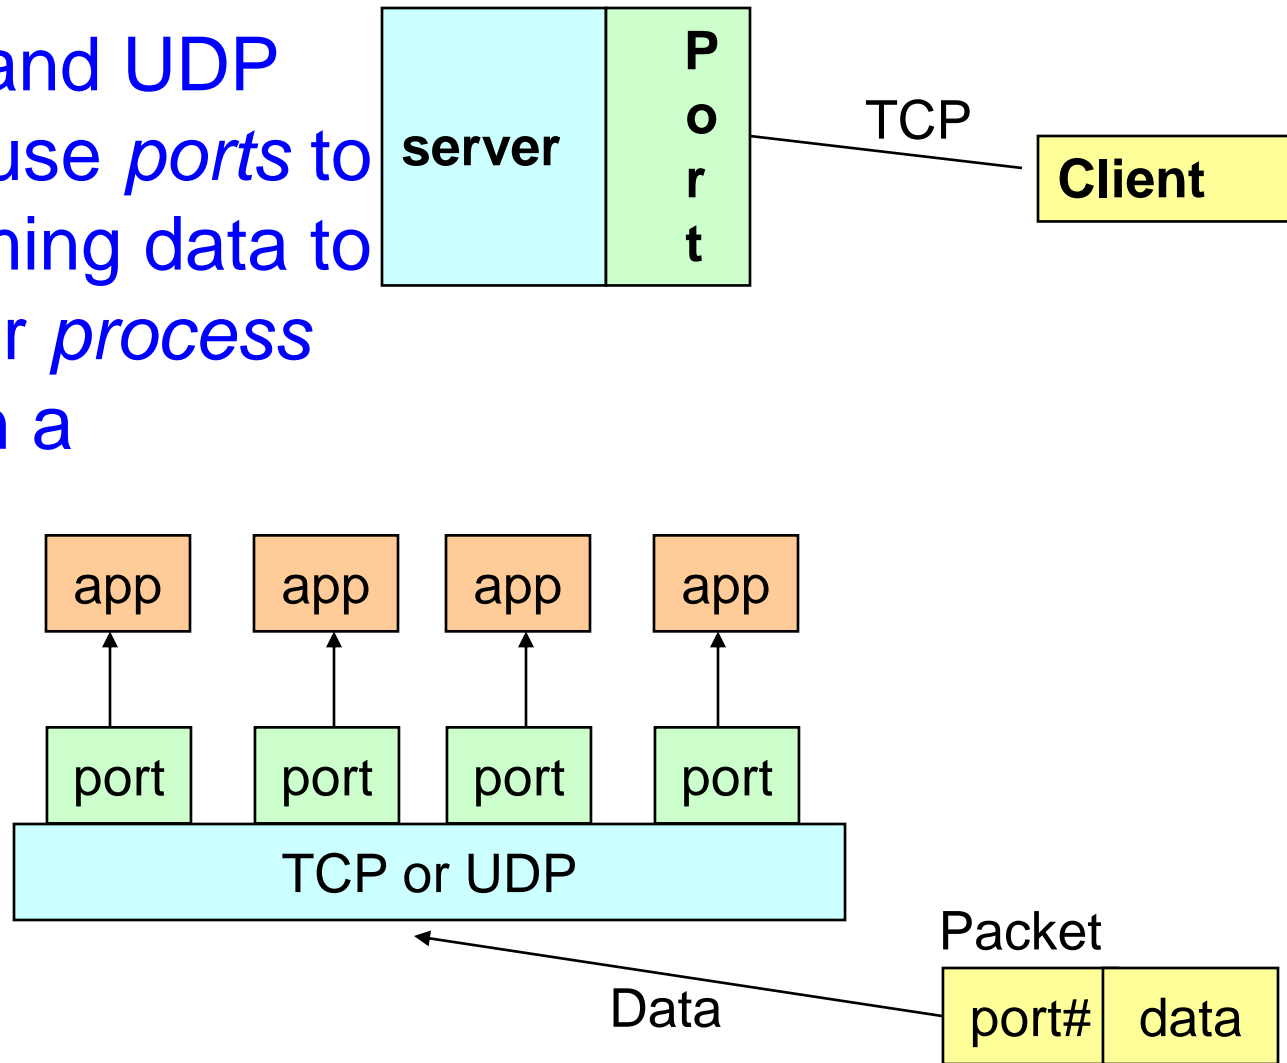 and UDP
use ports to
ning data to
r process
n a
server
P
o
r
t
TCP
Client
app app app app
port port port port
TCP or UDP
Packet
Data
port# data